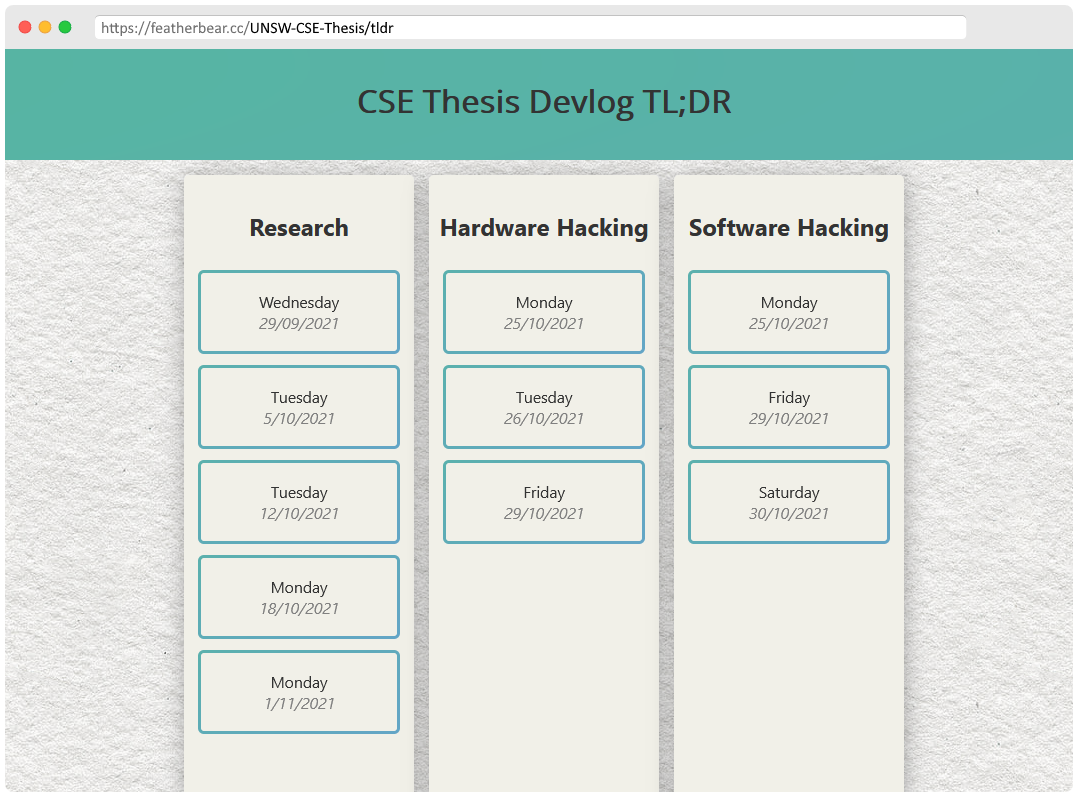 https://featherbear.cc/UNSW-CSE-Thesis/tldr
CSE Thesis Devlog TL;DR
Research
Wednesday
29/09/2021
Tuesday
5/10/2021
Tuesday
12/10/2021
Monday
18/10/2021
Monday
1/11/2021
Hardware Hacking
Monday
25/10/2021
Tuesday
26/10/2021
Friday
29/10/2021
Software Hacking
Monday
25/10/2021
Friday
29/10/2021
Saturday
30/10/2021